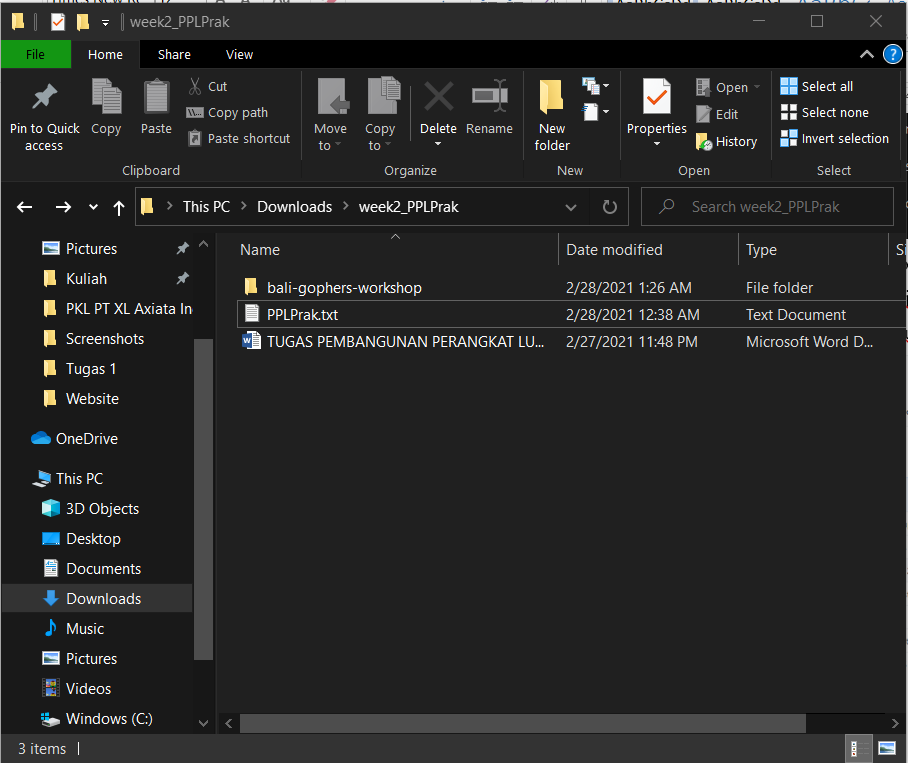 week2_PPLPrak
File Home Share View
Pin to Quick access
Copy
Paste
Cut
Copy path
Paste shortcut
Clipboard
Move to
Copy to
Delete
Rename
Organize
New folder
New
Properties
Open
Edit
History
Open
Select all
Select none
Invert selection
Select
This PC > Downloads > week2_PPLPrak
Search week2_PPLPrak
Pictures
Kuliah
PKL PT XL Axiata In
Screenshots
Tugas 1
Website
OneDrive
This PC
3D Objects
Desktop
Documents
Downloads
Music
Pictures
Videos
Windows (C:)
Name Date modified Type Si
bali-gophers-workshop 2/28/2021 1:26 AM File folder
PPLPrak.txt 2/28/2021 12:38 AM Text Document
TUGAS PEMBANGUNAN PERANGKAT LU... 2/27/2021 11:48 PM Microsoft Word D...
3 items